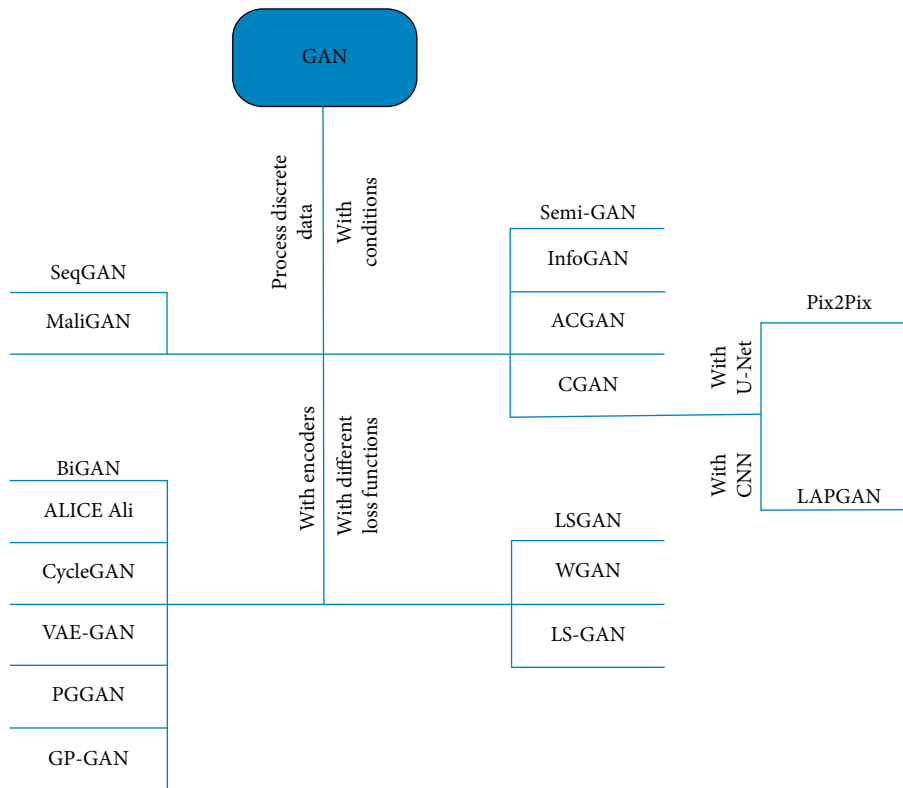 GAN
Process discrete
data
With
conditions
SeqGAN
MaliGAN
Semi-GAN
InfoGAN
ACGAN
CGAN
With
U-Net
Pix2Pix
With
CNN
LAPGAN
With encoders
With different
loss functions
BiGAN
ALICE Ali
CycleGAN
VAE-GAN
PGGAN
GP-GAN
LSGAN
WGAN
LS-GAN